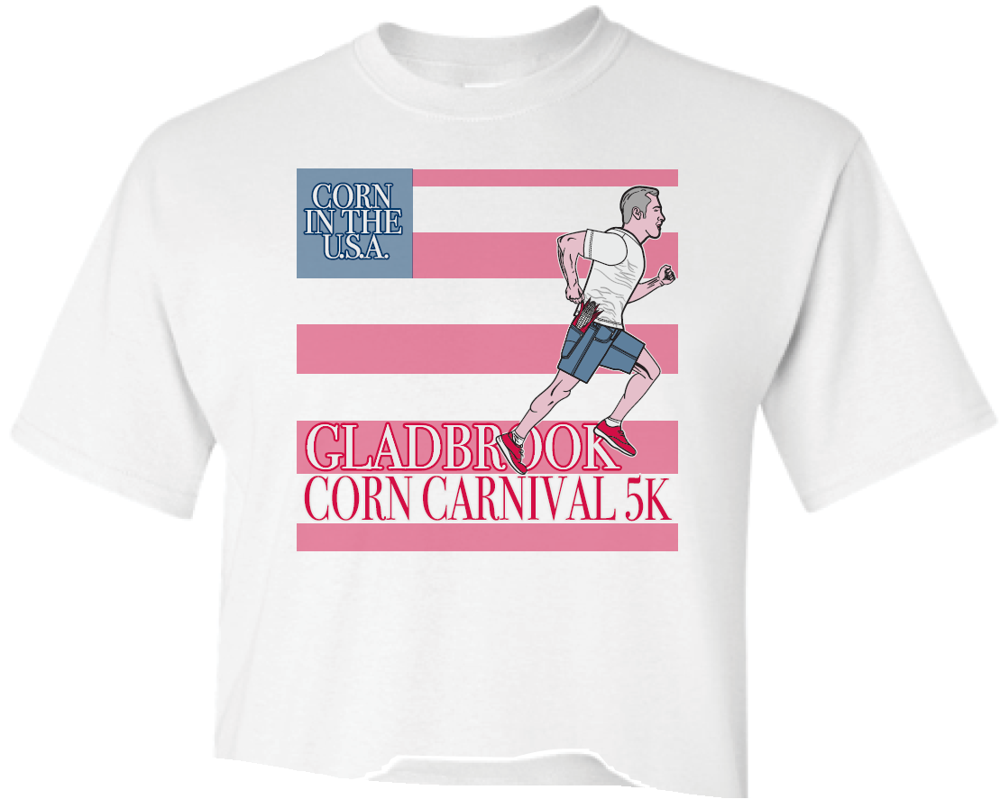 CORN
IN THE
U.S.A.
GLADBROOK
CORN CARNIVAL 5K